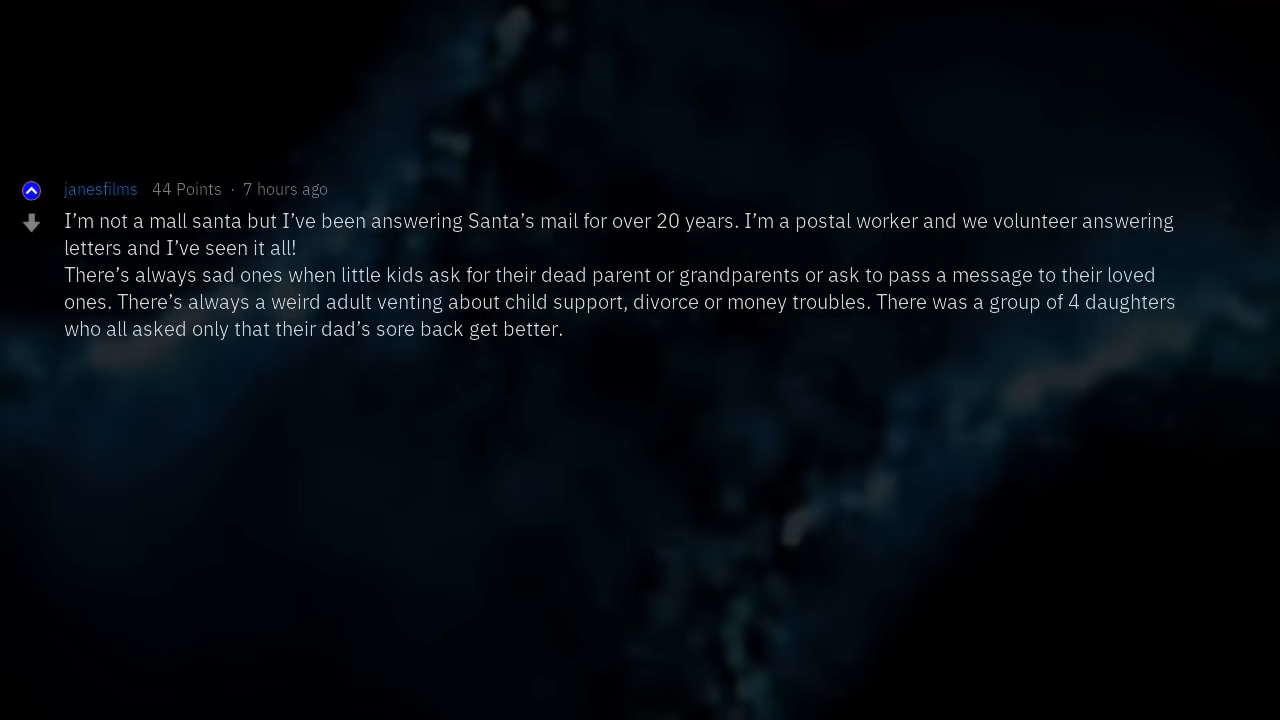 janesfilms 44 Points · 7 hours ago
I’m not a mall santa but I’ve been answering Santa’s mail for over 20 years. I’m a postal worker and we volunteer answering
letters and I’ve seen it all!
There’s always sad ones when little kids ask for their dead parent or grandparents or ask to pass a message to their loved
ones. There’s always a weird adult venting about child support, divorce or money troubles. There was a group of 4 daughters
who all asked only that their dad’s sore back get better.